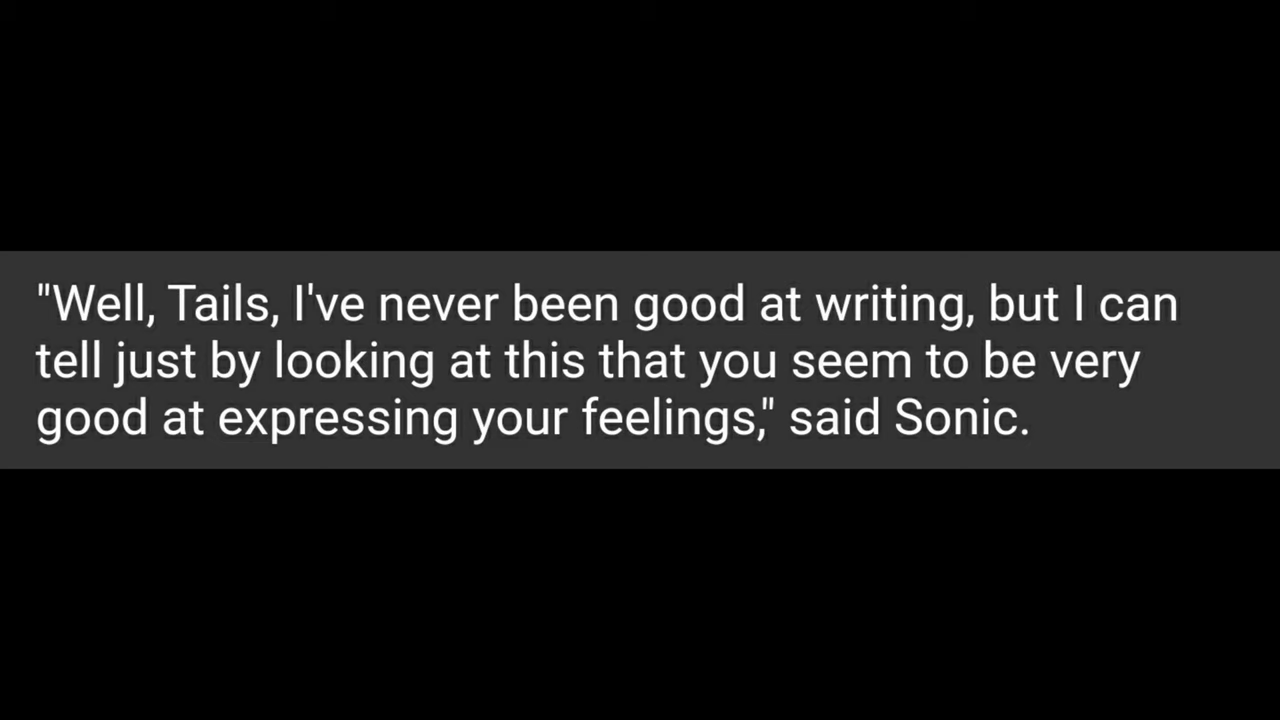 "Well, Tails, I've never been good at writing, but I can
tell just by looking at this that you seem to be very
good at expressing your feelings," said Sonic.